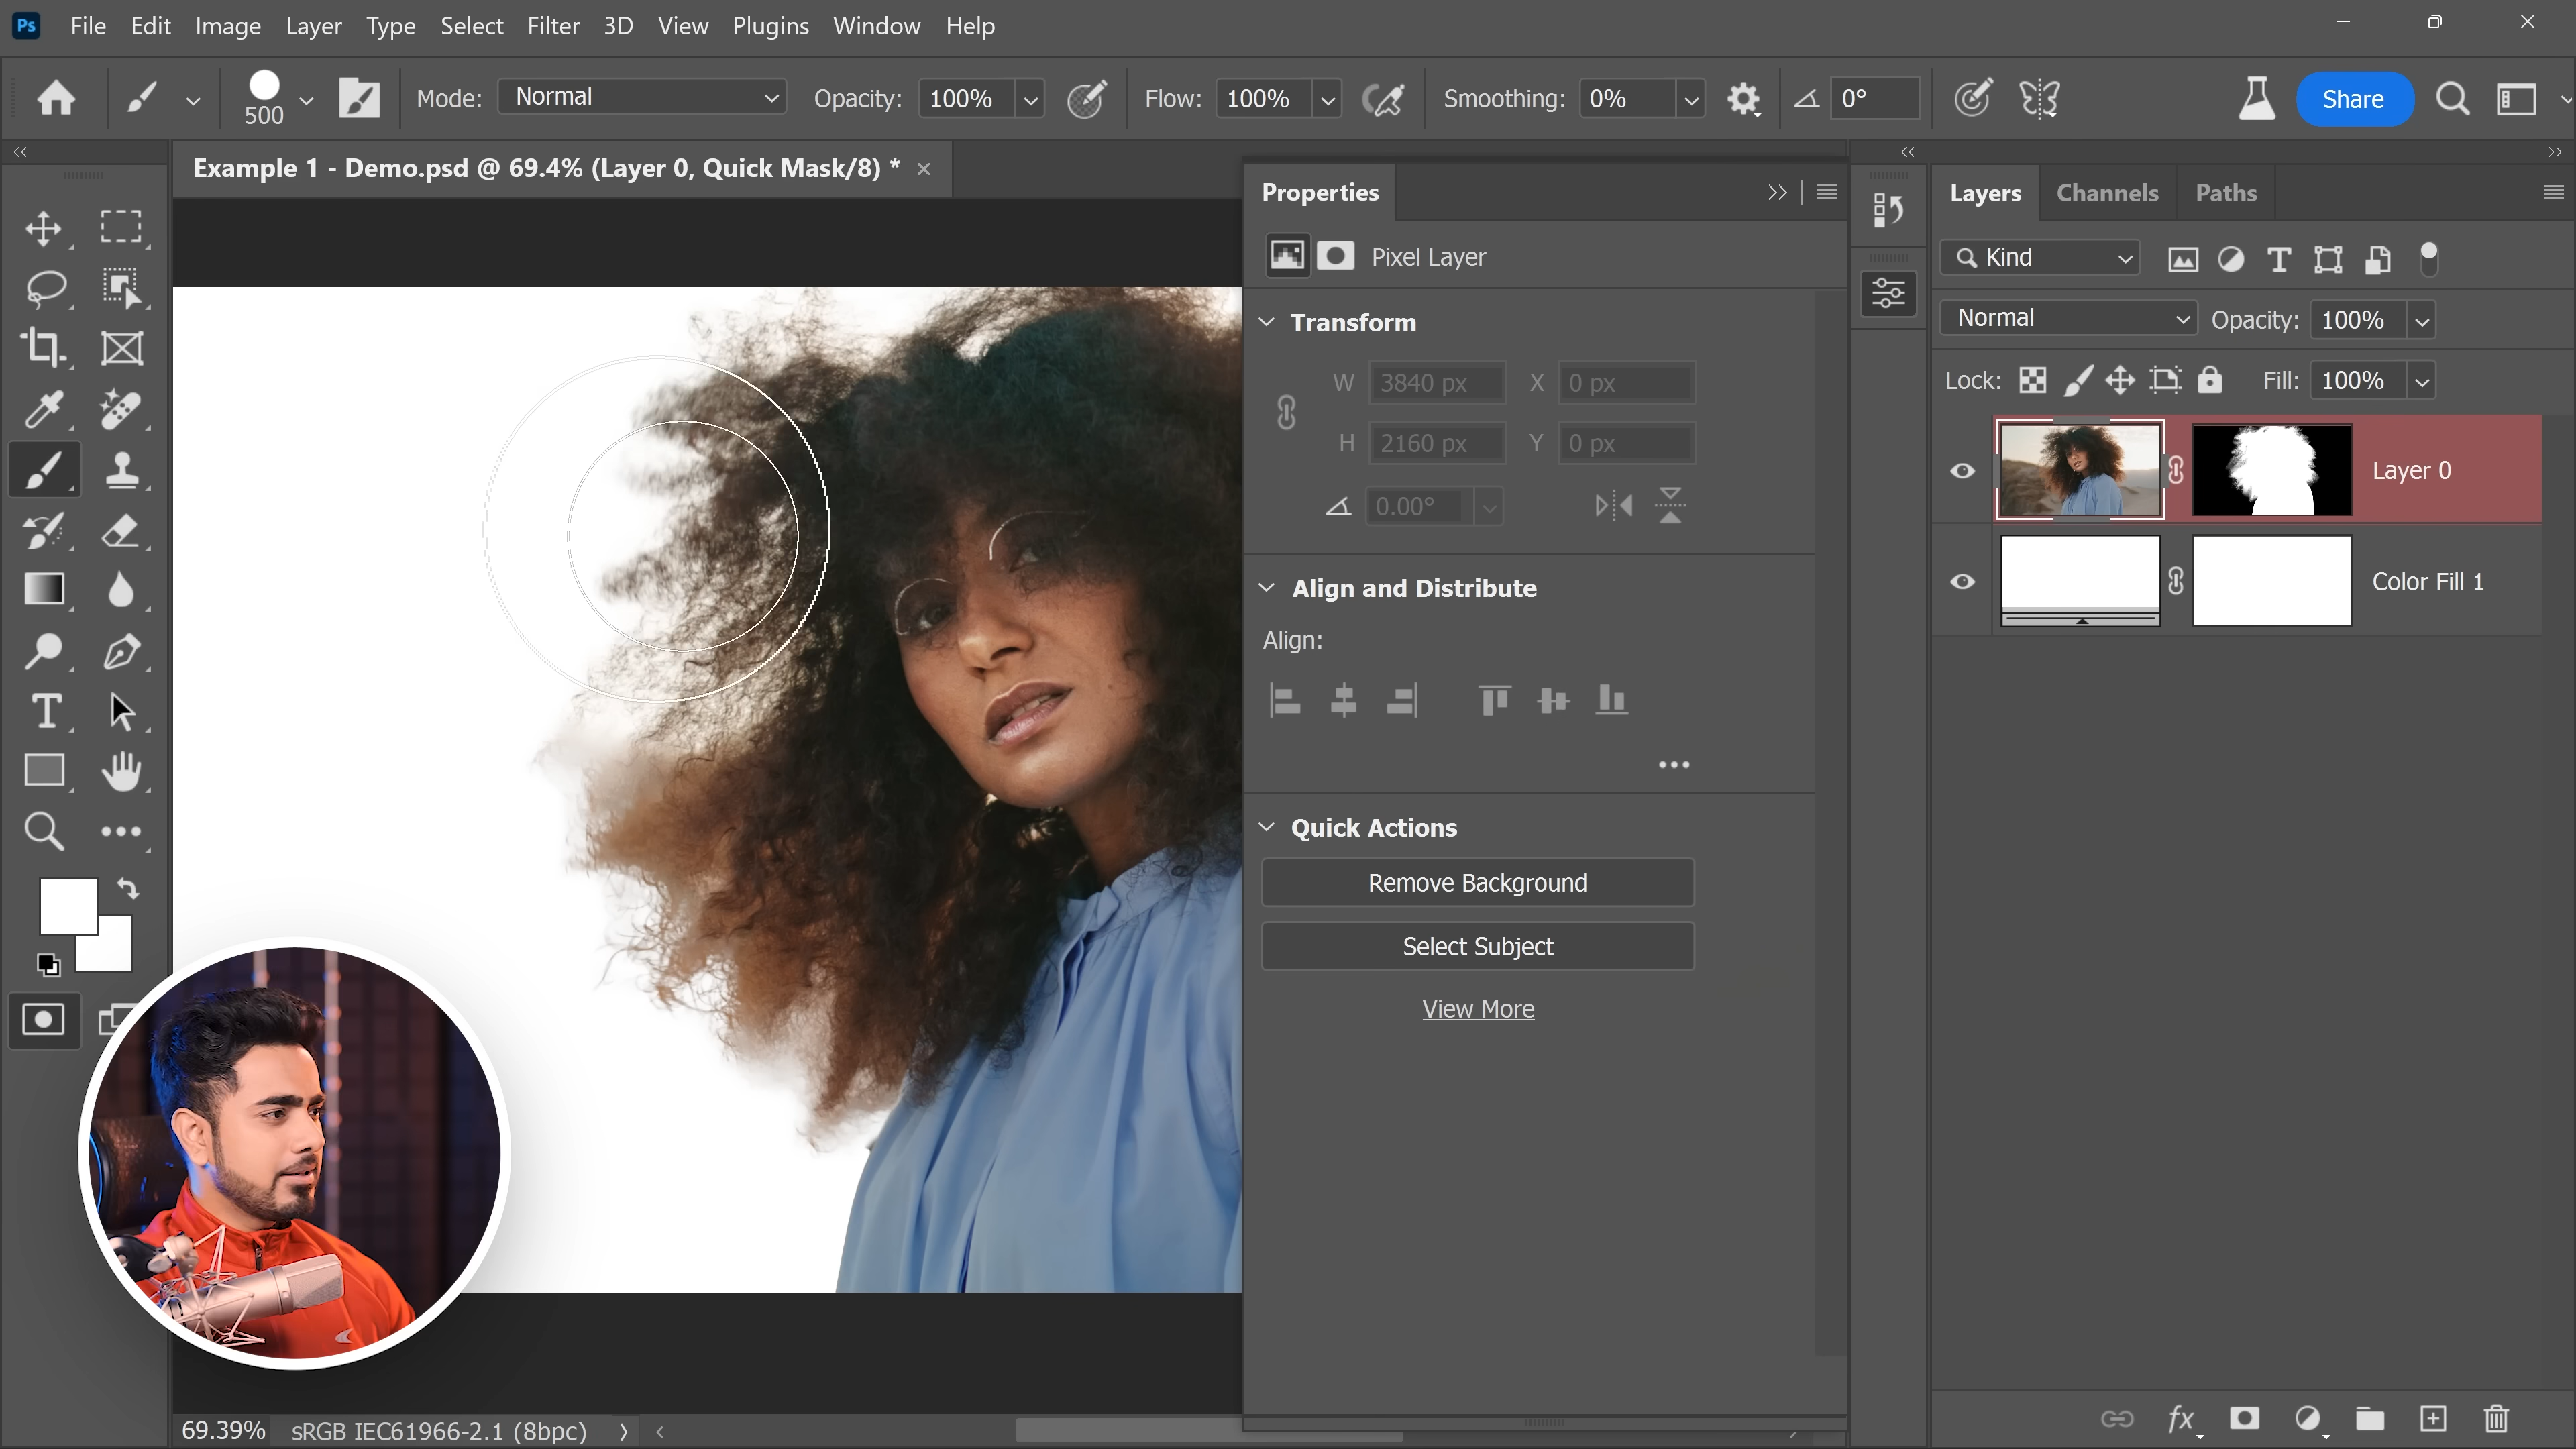 Ps File Edit Image Layer Type Select Filter 3D View Plugins Window Help
500 Mode: Normal Opacity: 100% Flow: 100% Smoothing: 0% 0° Share
Example 1 - Demo.psd @ 69.4% (Layer 0, Quick Mask/8) *
Properties
Pixel Layer
Transform
W 3840 px X 0 px
H 2160 px Y 0 px
0.00°
Align and Distribute
Align:
Quick Actions
Remove Background
Select Subject
View More
Layers Channels Paths
Kind
Normal Opacity: 100%
Lock: Fill: 100%
Layer 0
Color Fill 1
fx
69.39% sRGB IEC61966-2.1 (8bpc)